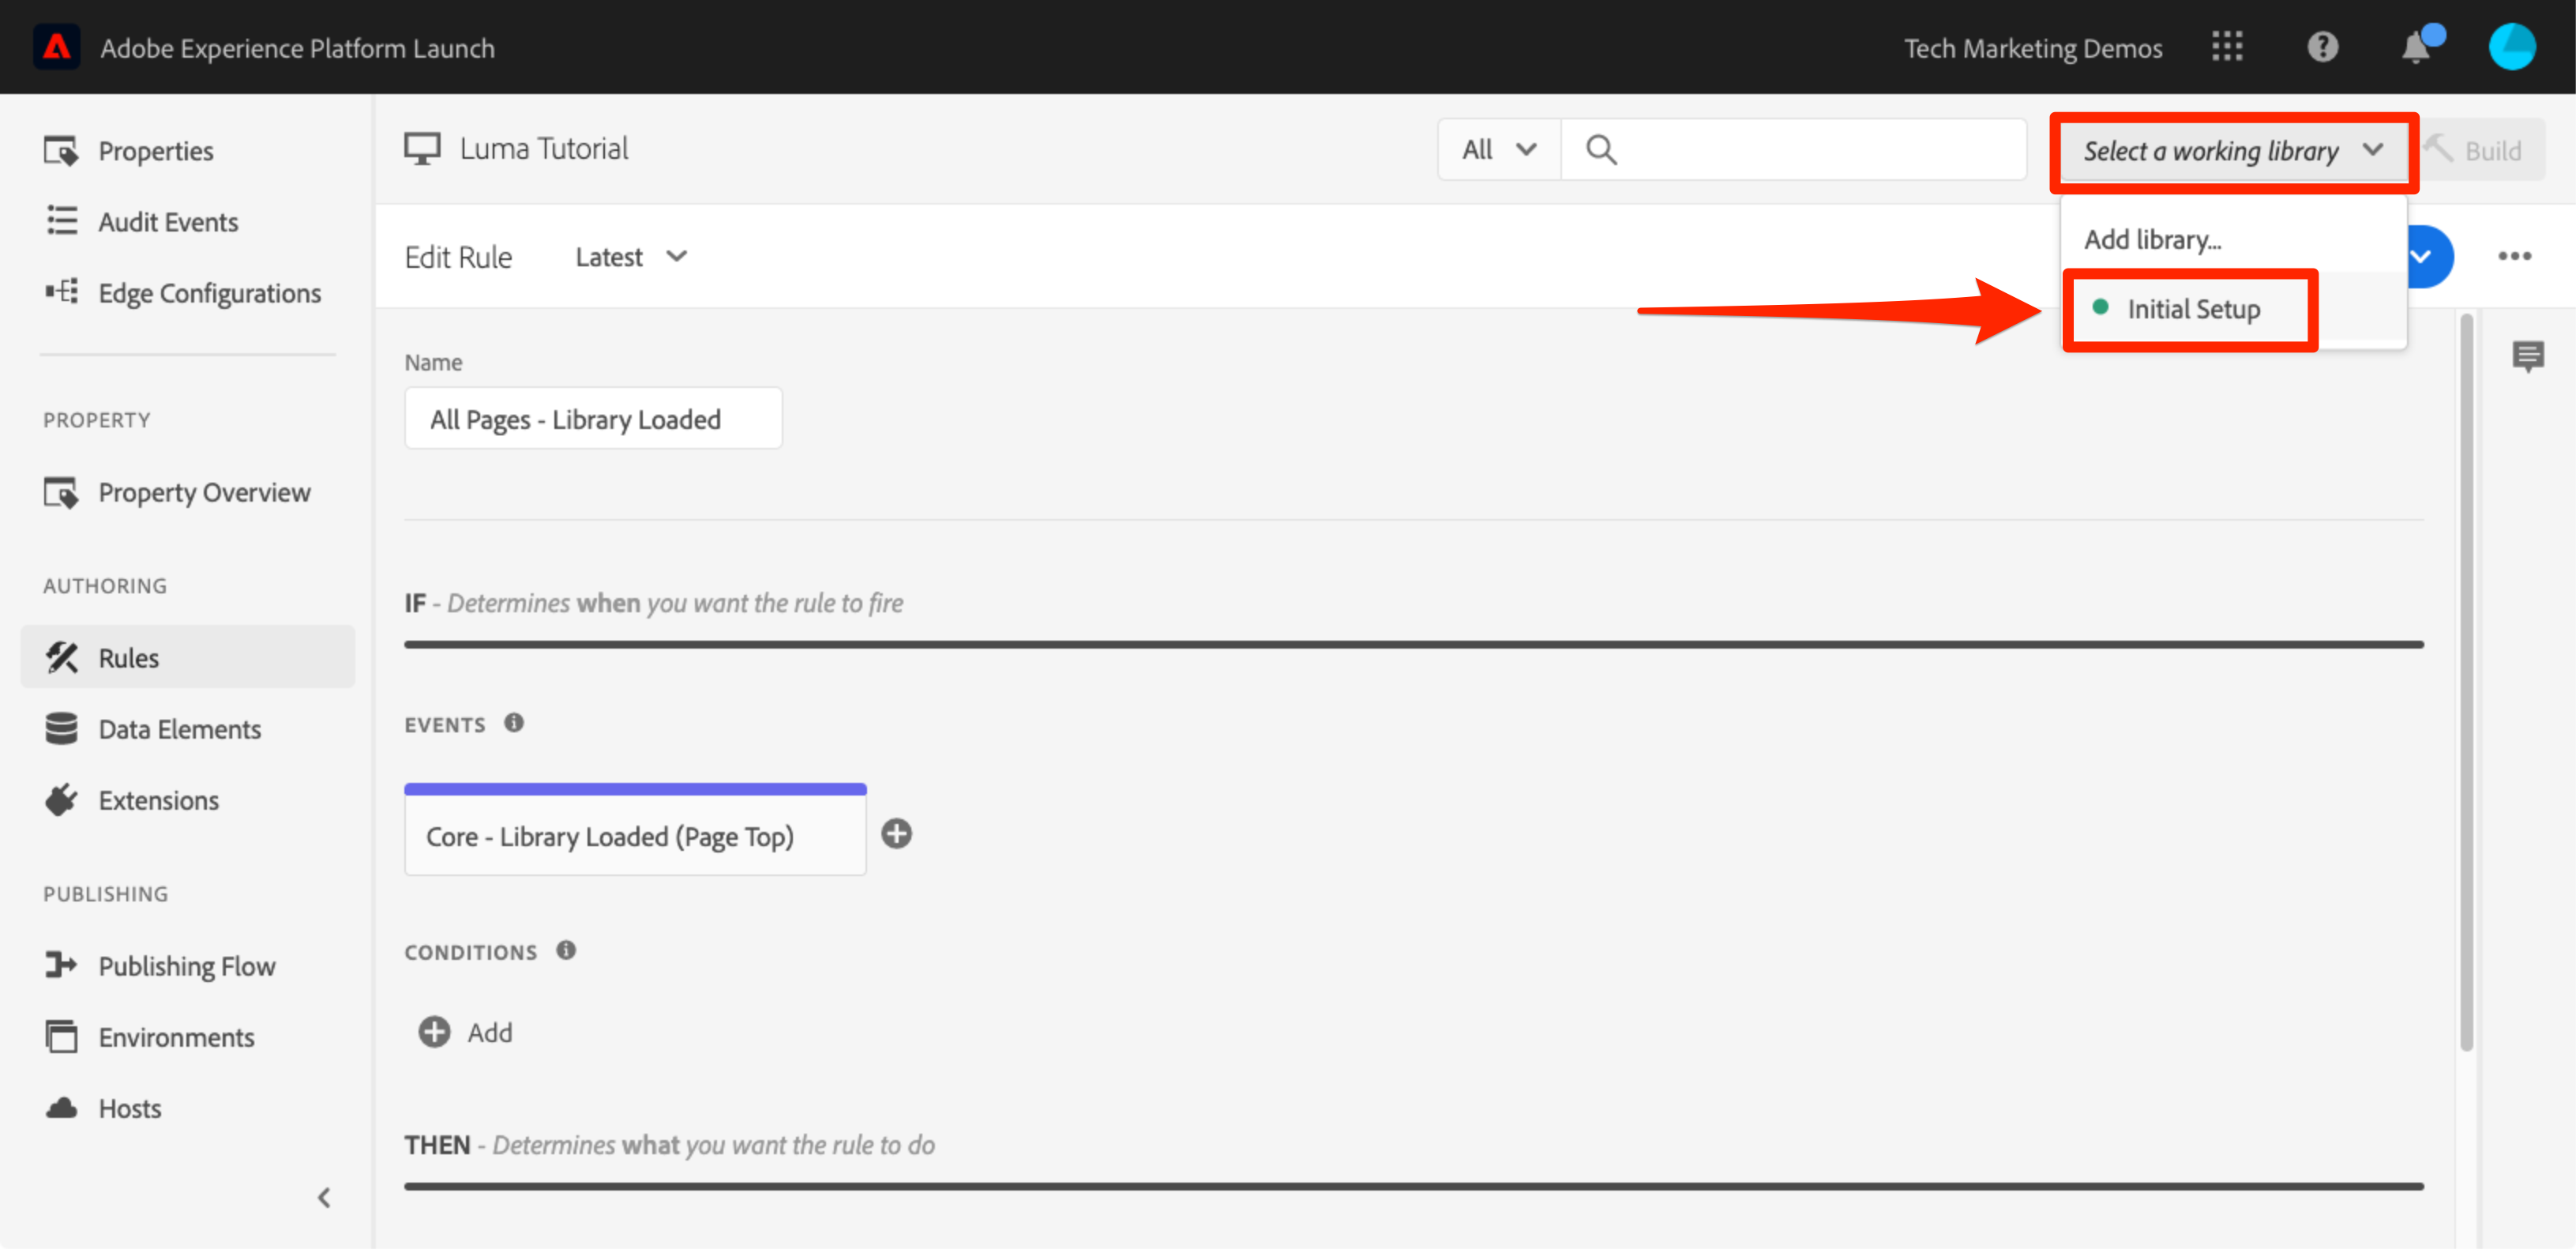 Adobe Experience Platform Launch
Tech Marketing Demos
Properties
Audit Events
Edge Configurations
PROPERTY
Property Overview
AUTHORING
Rules
Data Elements
Extensions
PUBLISHING
Publishing Flow
Environments
Hosts
Luma Tutorial
All
Select a working library
Build
Add library...
Initial Setup
Edit Rule
Latest
Name
All Pages - Library Loaded
IF - Determines when you want the rule to fire
EVENTS
Core - Library Loaded (Page Top)
CONDITIONS
Add
THEN - Determines what you want the rule to do